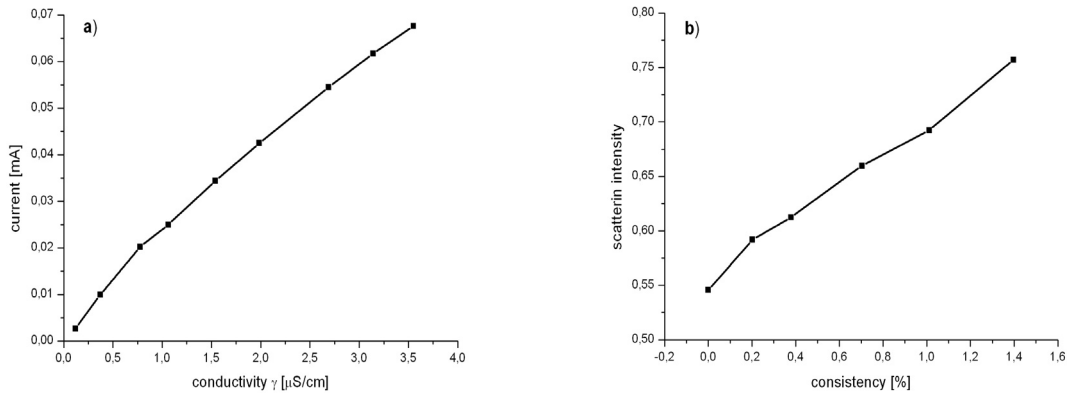 a)
0,07
0,06
0,05
0,04
0,03
0,02
0,01
0,00
current [mA]
0,0 0,5 1,0 1,5 2,0 2,5 3,0 3,5 4,0
conductivity γ [μS/cm]
b)
0,80
0,75
0,70
0,65
0,60
0,55
0,50
scatterin intensity
-0,2 0,0 0,2 0,4 0,6 0,8 1,0 1,2 1,4 1,6
consistency [%]